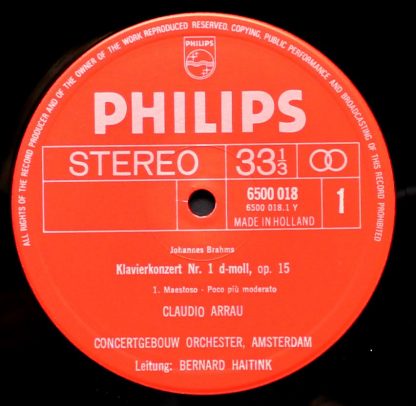 ALL RIGHTS OF THE RECORD PRODUCER AND OF THE OWNER OF THE WORK REPRODUCED RESERVED. COPYING, PUBLIC PERFORMANCE AND BROADCASTING OF THIS RECORD PROHIBITED
PHILIPS
PHILIPS
STEREO 33 1/3
6500 018
6500 018.1 Y
MADE IN HOLLAND
1
Johannes Brahms
Klavierkonzert Nr. 1 d-moll, op. 15
1. Maestoso - Poco più moderato
CLAUDIO ARRAU
CONCERTGEBOUW ORCHESTER, AMSTERDAM
Leitung: BERNARD HAITINK